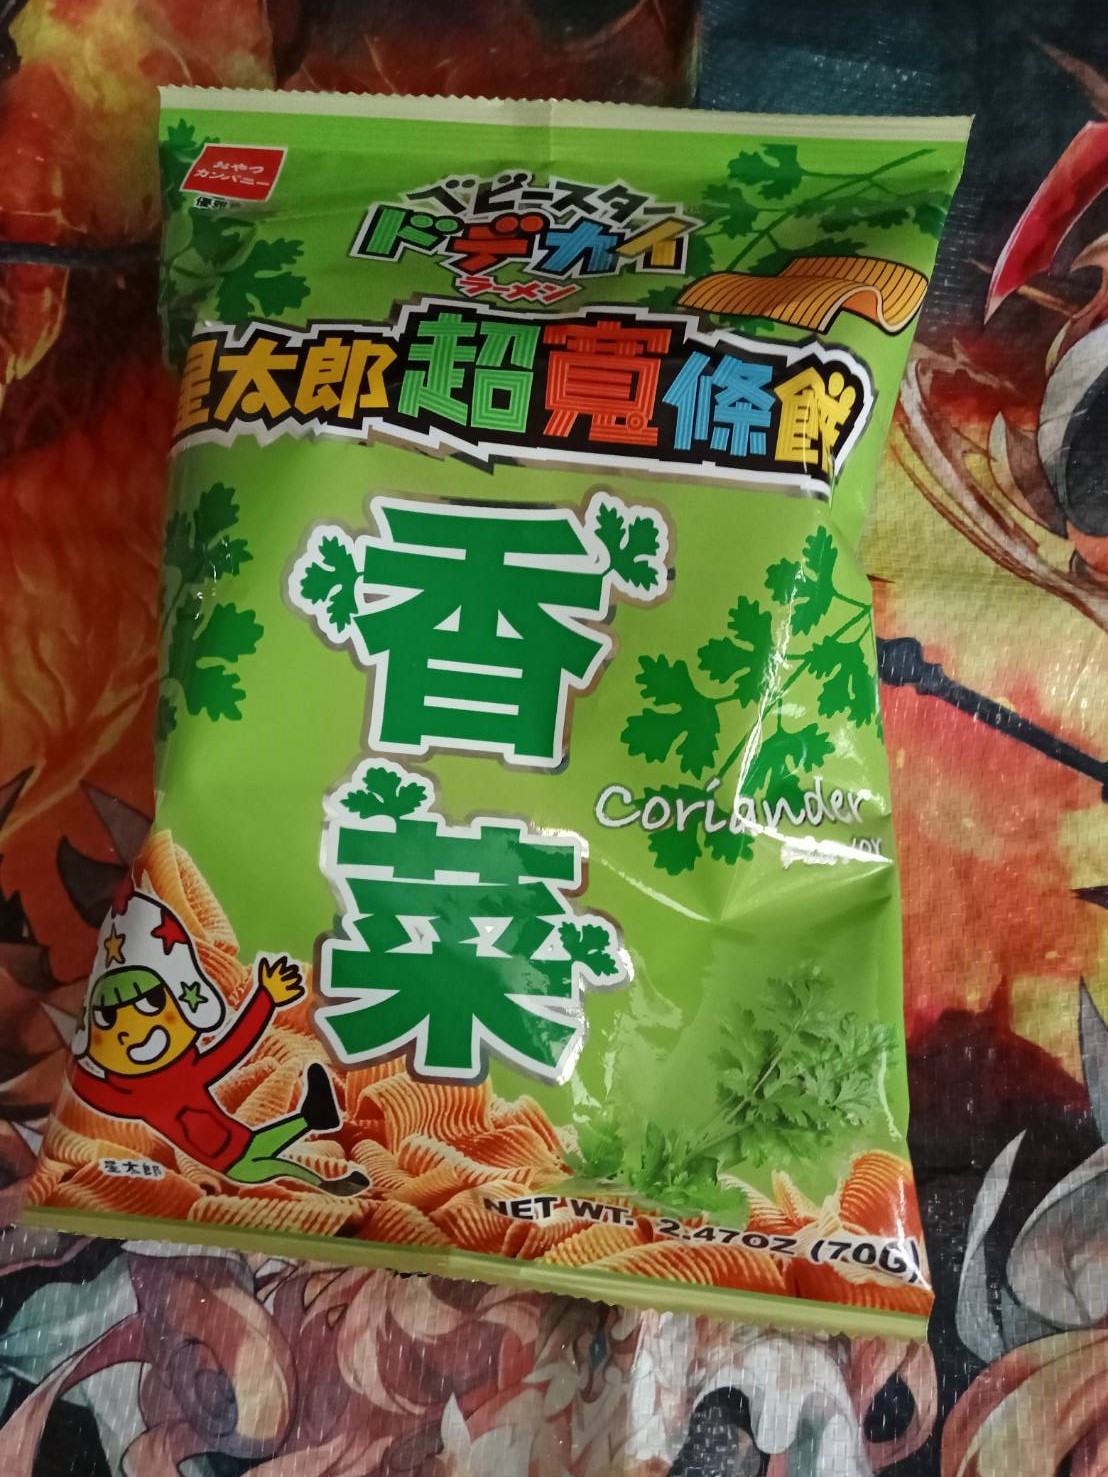 おやつ
カンパニー
優雅
ベビースター
ドデカイ
ラーメン
星太郎超寬條餅
香
菜
Coriander
星太郎
NET WT. 2.47OZ (70G)